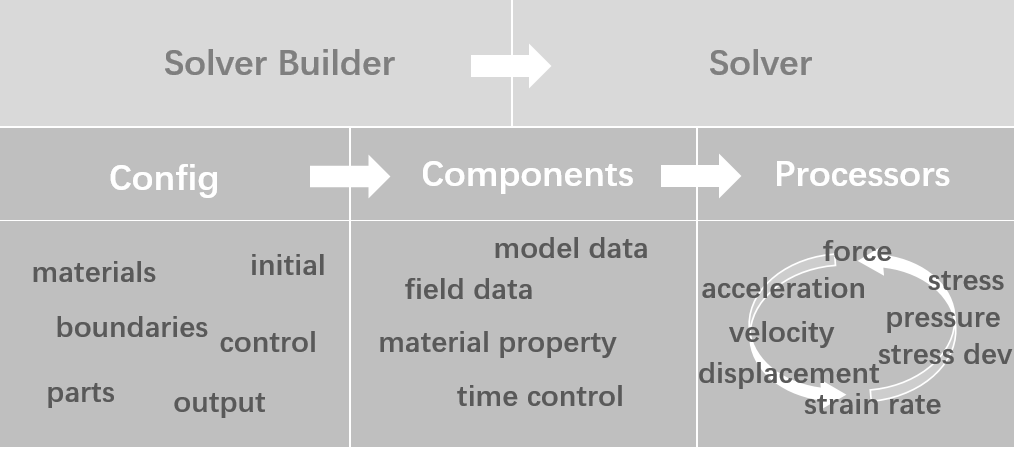 Solver Builder
Solver
Config
Components
Processors
materials
initial
boundaries
control
parts
output
model data
field data
material property
time control
force
acceleration
stress
velocity
pressure
stress dev
displacement
strain rate